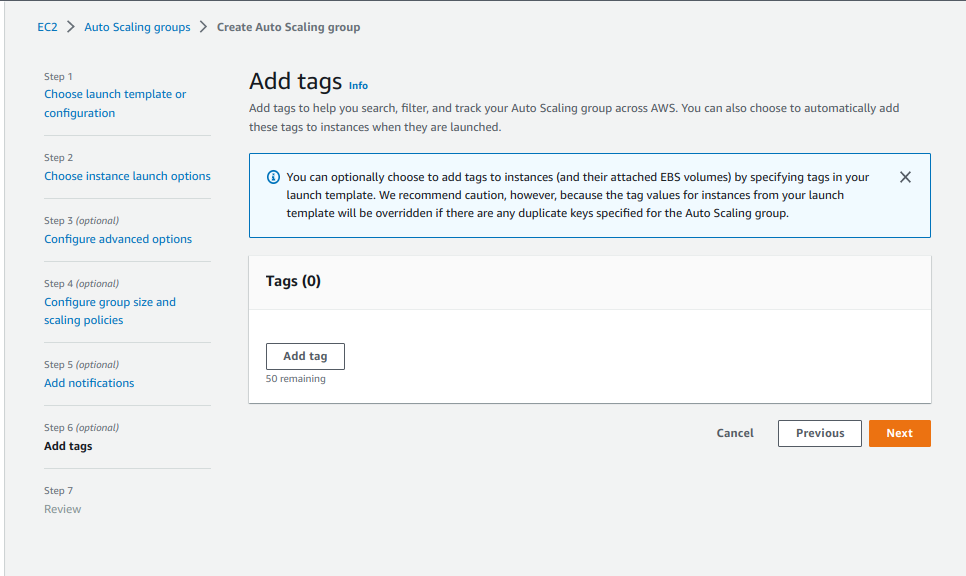 EC2 > Auto Scaling groups > Create Auto Scaling group
Step 1
Choose launch template or
configuration
Step 2
Choose instance launch options
Step 3 (optional)
Configure advanced options
Step 4 (optional)
Configure group size and
scaling policies
Step 5 (optional)
Add notifications
Step 6 (optional)
Add tags
Step 7
Review
Add tags Info
Add tags to help you search, filter, and track your Auto Scaling group across AWS. You can also choose to automatically add
these tags to instances when they are launched.
You can optionally choose to add tags to instances (and their attached EBS volumes) by specifying tags in your
launch template. We recommend caution, however, because the tag values for instances from your launch
template will be overridden if there are any duplicate keys specified for the Auto Scaling group.
Tags (0)
Add tag
50 remaining
Cancel Previous Next